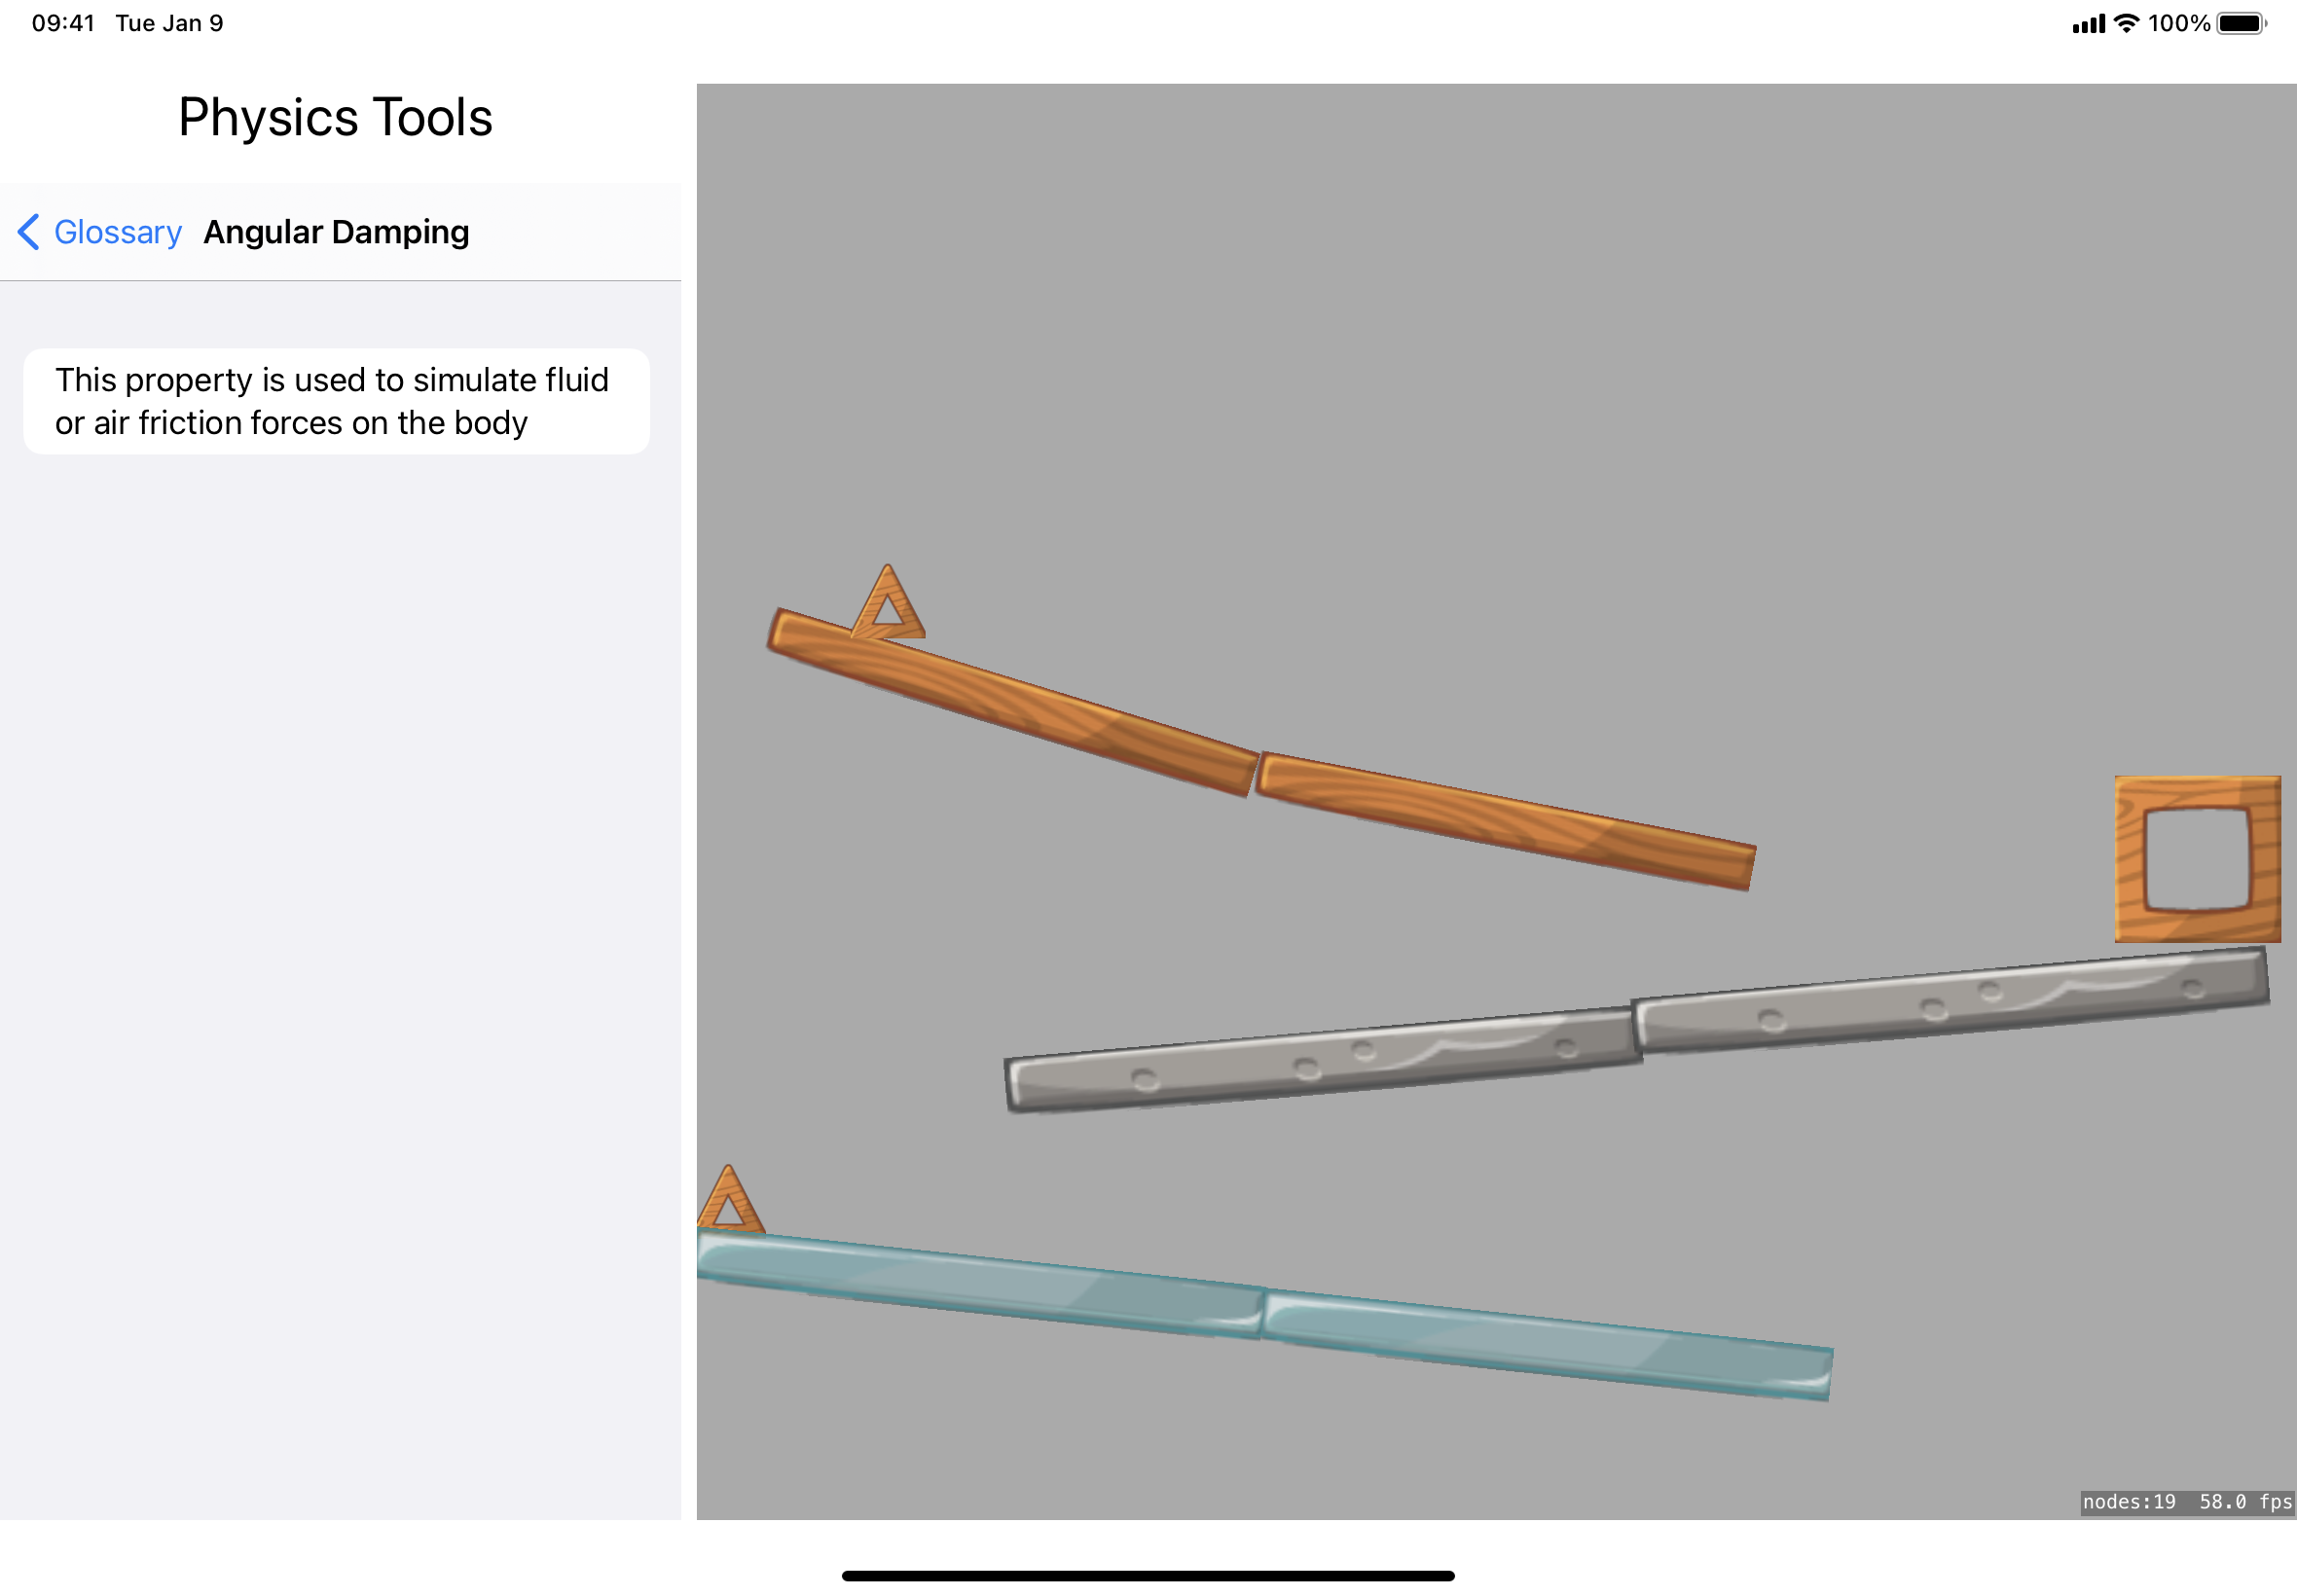 09:41 Tue Jan 9
100%
Physics Tools
Glossary Angular Damping
This property is used to simulate fluid
or air friction forces on the body
nodes:19 58.0 fps